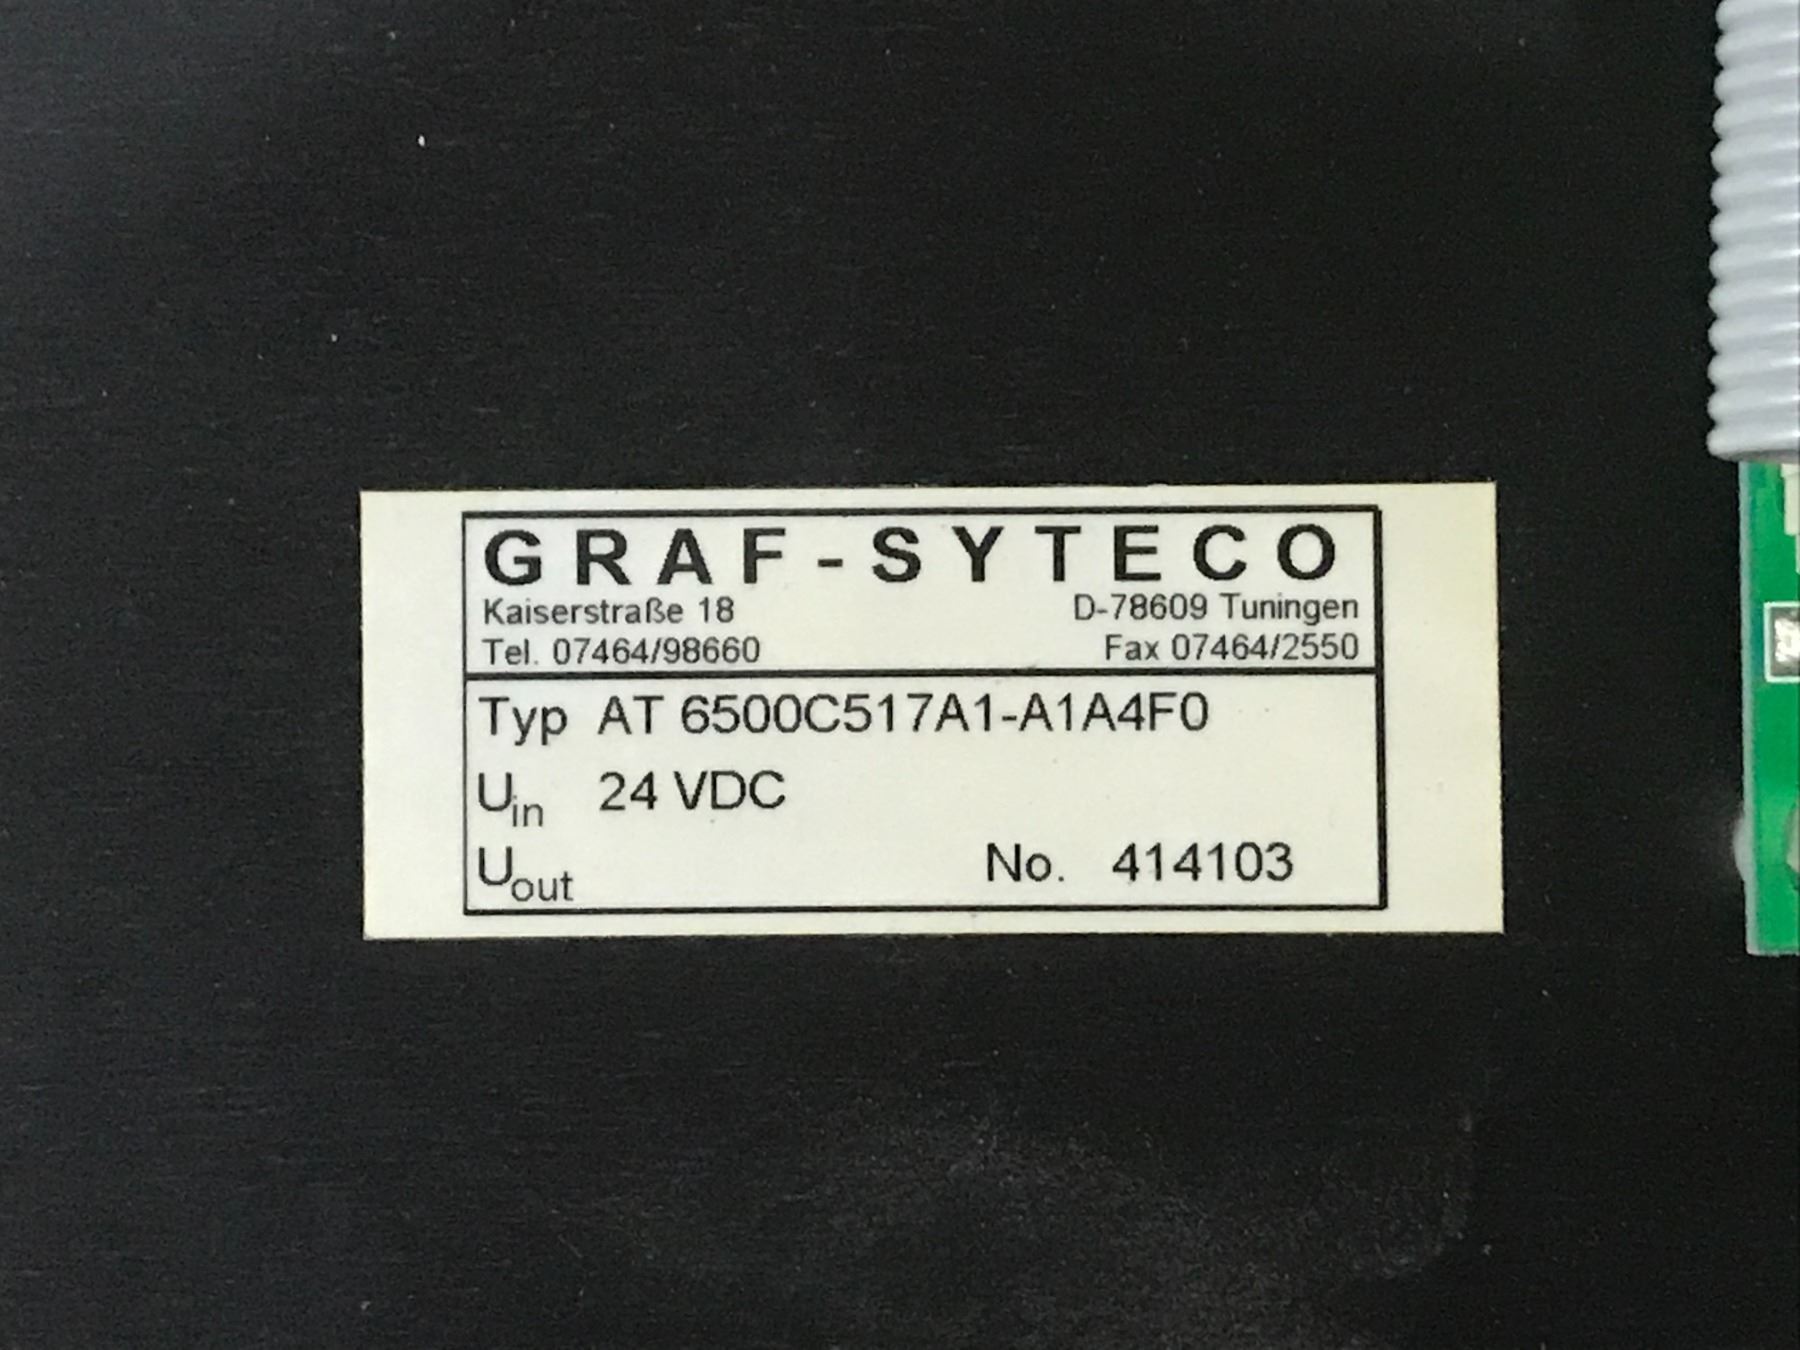 GRAF-SYTECO
Kaiserstraße 18 D-78609 Tuningen
Tel. 07464/98660 Fax 07464/2550
Typ AT 6500C517A1-A1A4F0
Uin 24 VDC
Uout No. 414103